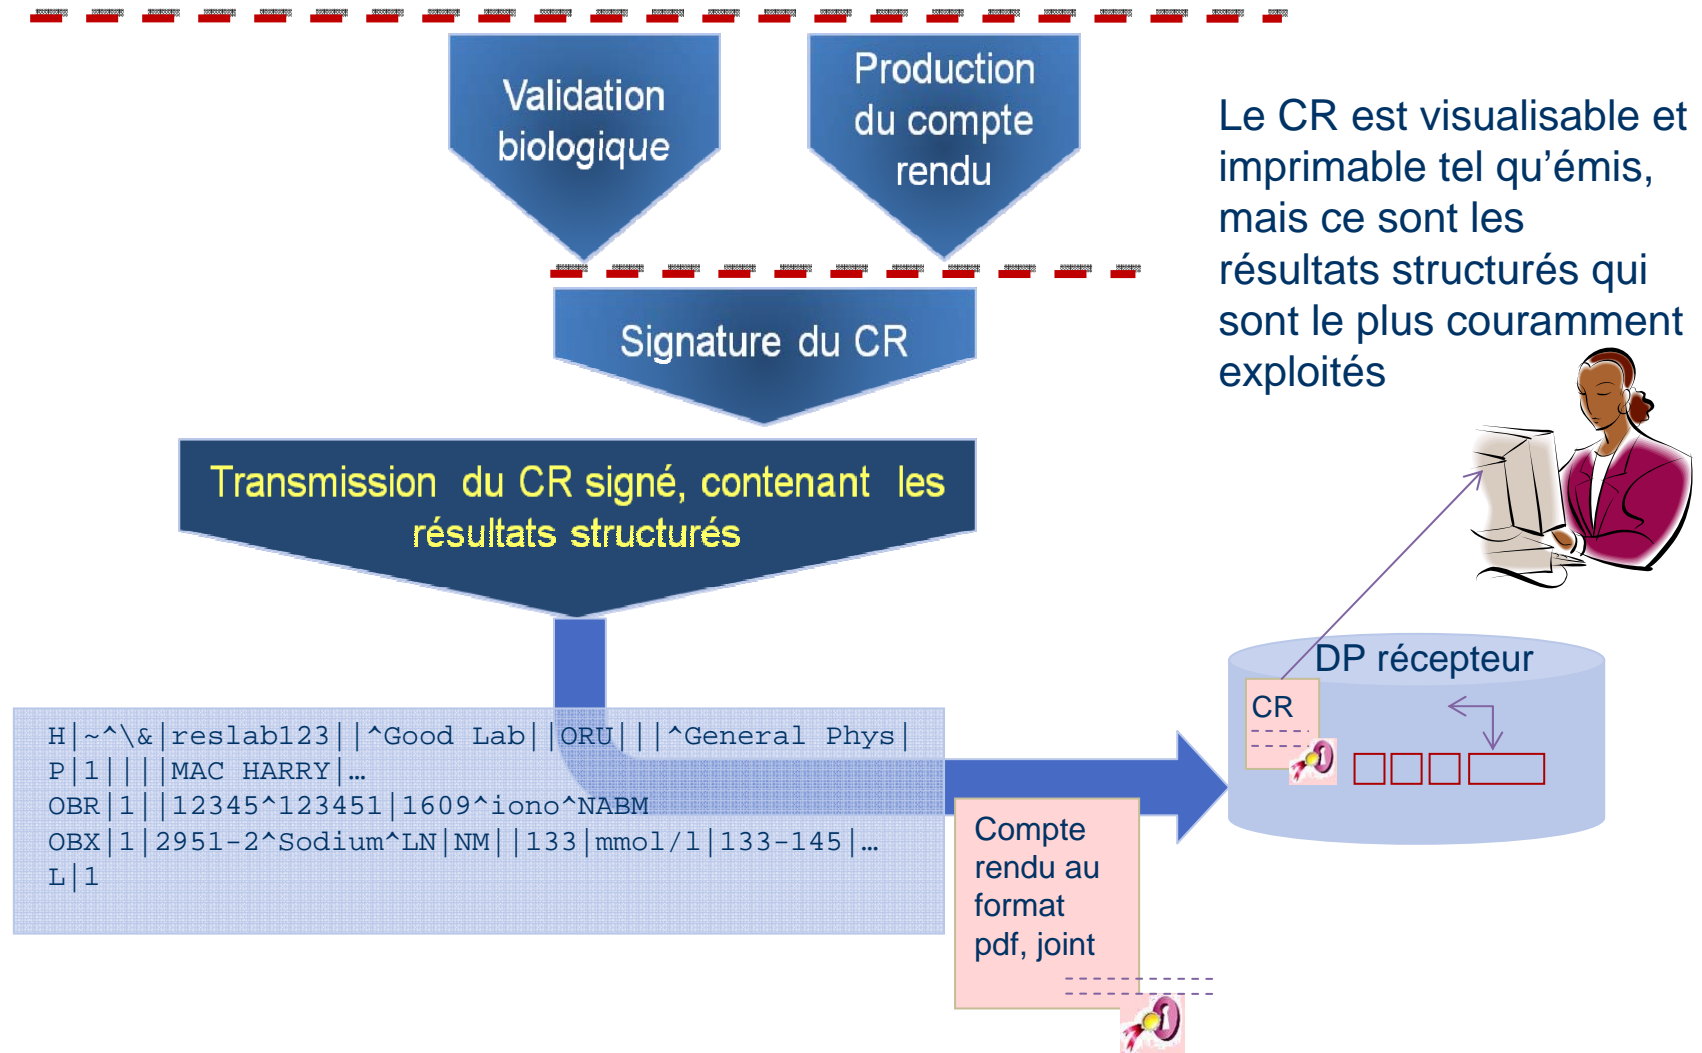 Validation
biologique
Production
du compte
rendu
Le CR est visualisable et
imprimable tel qu’émis,
mais ce sont les
résultats structurés qui
sont le plus couramment
exploités
Signature du CR
Transmission du CR signé, contenant les
résultats structurés
H|~^\&|reslab123||^Good Lab||ORU|||^General Phys|
P|1||||MAC HARRY|…
OBR|1||12345^123451|1609^iono^NABM
OBX|1|2951-2^Sodium^LN|NM||133|mmol/l|133-145|…
L|1
Compte
rendu au
format
pdf, joint
DP récepteur
CR